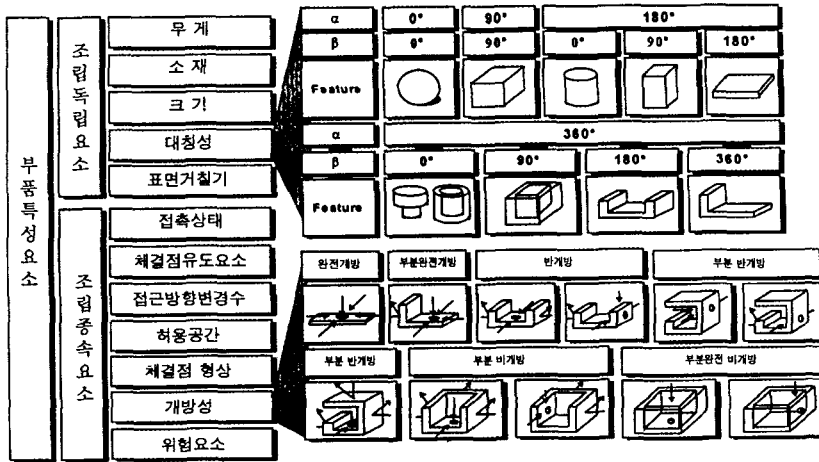 부품특성요소
조립독립요소
무 게
소 재
크 기
대칭성
표면거칠기
조립종속요소
접촉상태
체결점유도요소
접근방향변경수
허용공간
체결점 형상
개방성
위험요소
α 0° 90° 180°
β 0° 90° 0° 90° 180°
Feature
α 360°
β 0° 90° 180° 360°
Feature
완전개방 부분완전개방 반개방 부분 반개방
부분 반개방 부분 비개방 부분완전 비개방